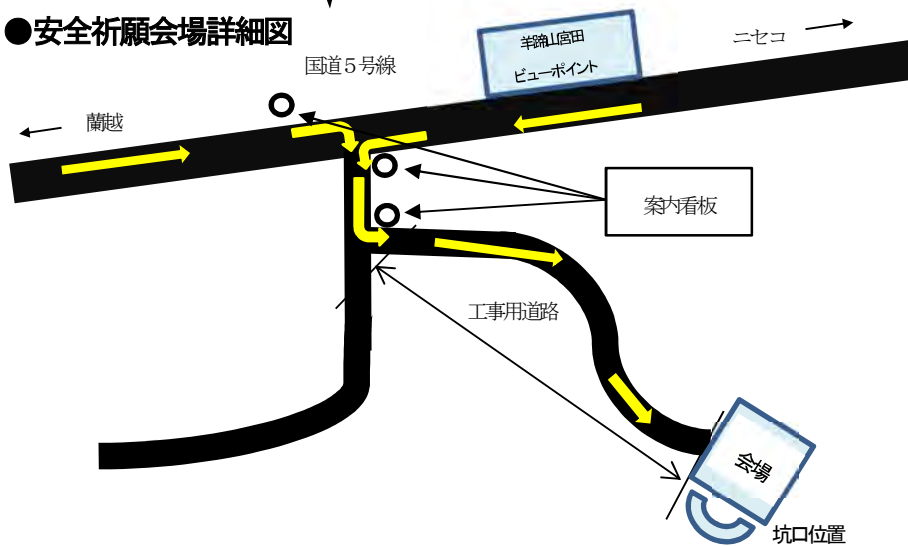 ●安全祈願会場詳細図
国道5号線
羊蹄山宮田
ビューポイント
ニセコ
蘭越
案内看板
工事用道路
会場
坑口位置